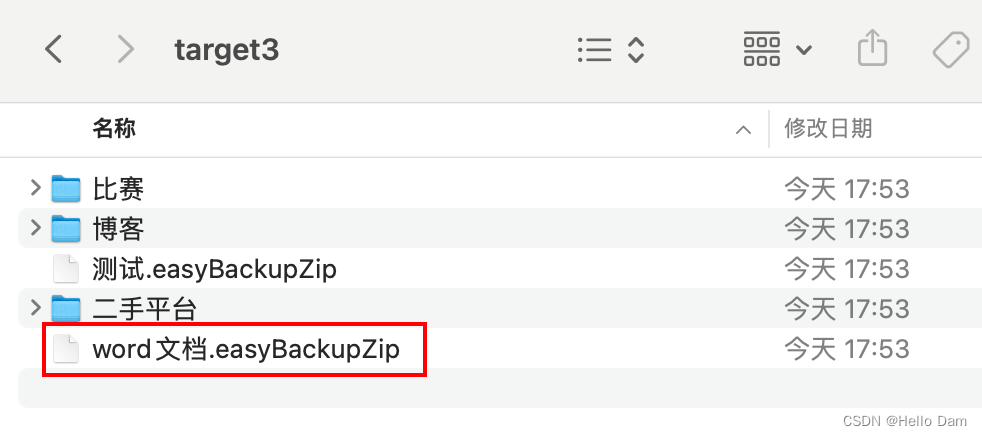 target3
名称 修改日期
比赛 今天 17:53
博客 今天 17:53
测试.easyBackupZip 今天 17:53
二手平台 今天 17:53
word文档.easyBackupZip 今天 17:53
CSDN @Hello Dam